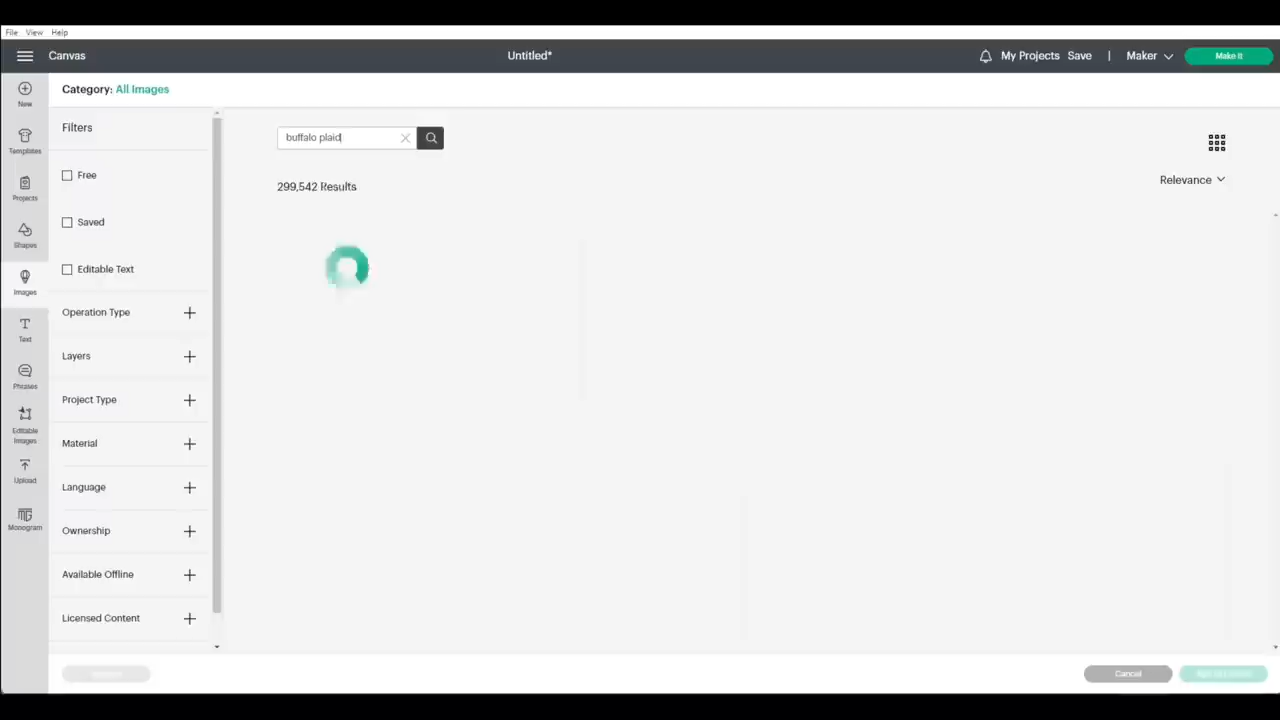 File View Help
Canvas
Untitled*
My Projects Save | Maker
Make It
New
Templates
Projects
Shapes
Images
Text
Phrases
Editable
Images
Upload
Monogram
Category: All Images
Filters
Free
Saved
Editable Text
Operation Type
Layers
Project Type
Material
Language
Ownership
Available Offline
Licensed Content
buffalo plaid
299,542 Results
Relevance
Cancel